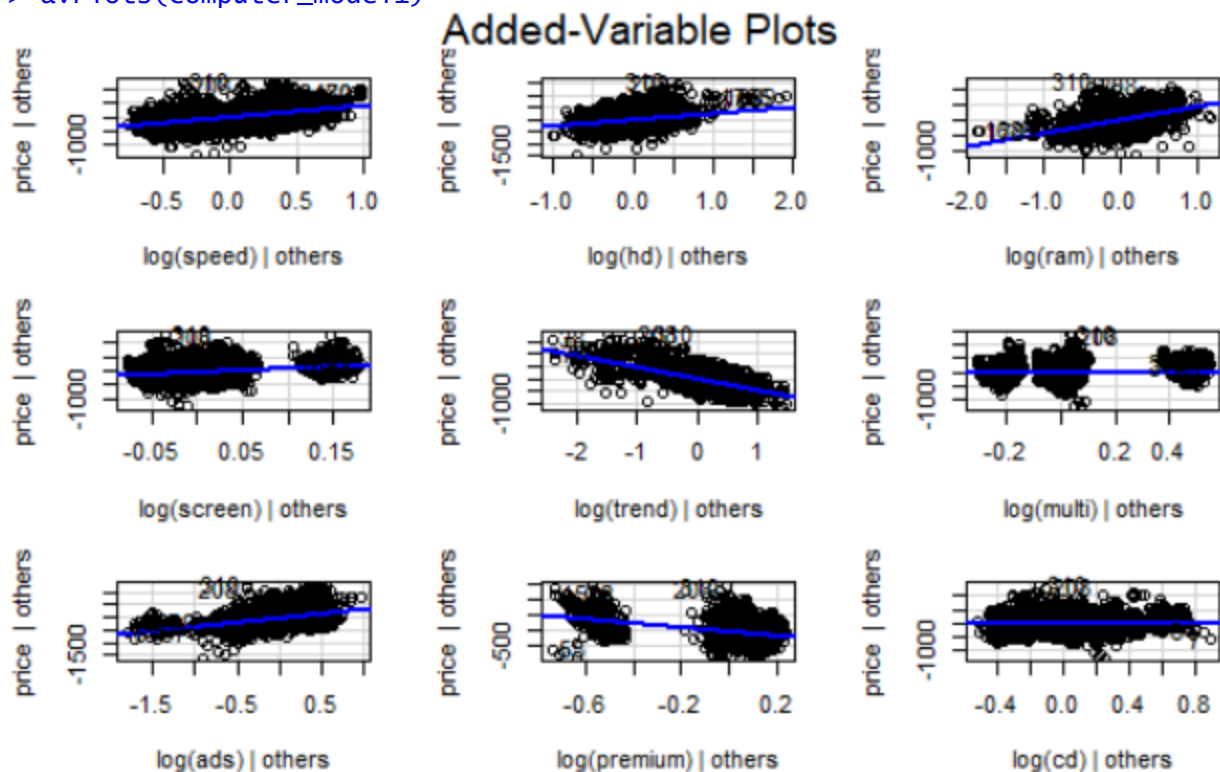 > avPlots(computer_model1)
Added-Variable Plots
price | others
-1000
-0.5 0.0 0.5 1.0
log(speed) | others
price | others
-1500
-1.0 0.0 1.0 2.0
log(hd) | others
price | others
-1000
-2.0 -1.0 0.0 1.0
log(ram) | others
price | others
-1000
-0.05 0.05 0.15
log(screen) | others
price | others
-1000
-2 -1 0 1
log(trend) | others
price | others
-1000
-0.2 0.2 0.4
log(multi) | others
price | others
-1500
-1.5 -0.5 0.5
log(ads) | others
price | others
-500
-0.6 -0.2 0.2
log(premium) | others
price | others
-1000
-0.4 0.0 0.4 0.8
log(cd) | others